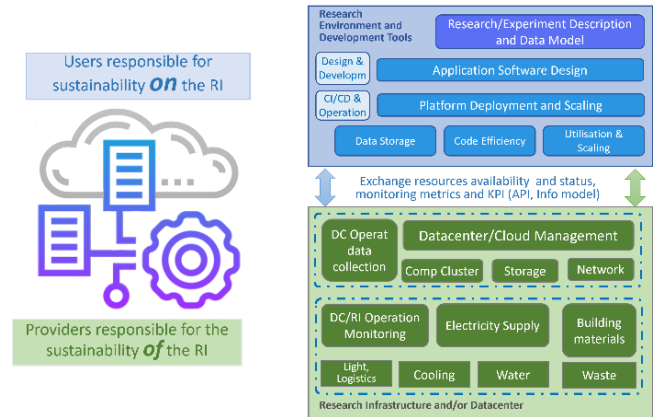 Users responsible for
sustainability on the RI
Providers responsible for the
sustainability of the RI
Research
Environment and
Development Tools
Research/Experiment Description
and Data Model
Design &
Developm
Application Software Design
CI/CD &
Operation
Platform Deployment and Scaling
Data Storage
Code Efficiency
Utilisation &
Scaling
Exchange resources availability and status,
monitoring metrics and KPI (API, Info model)
DC Operat
data
collection
Datacenter/Cloud Management
Comp Cluster
Storage
Network
DC/RI Operation
Monitoring
Electricity Supply
Building
materials
Light,
Logistics
Cooling
Water
Waste
Research Infrastructure and/or Datacenter